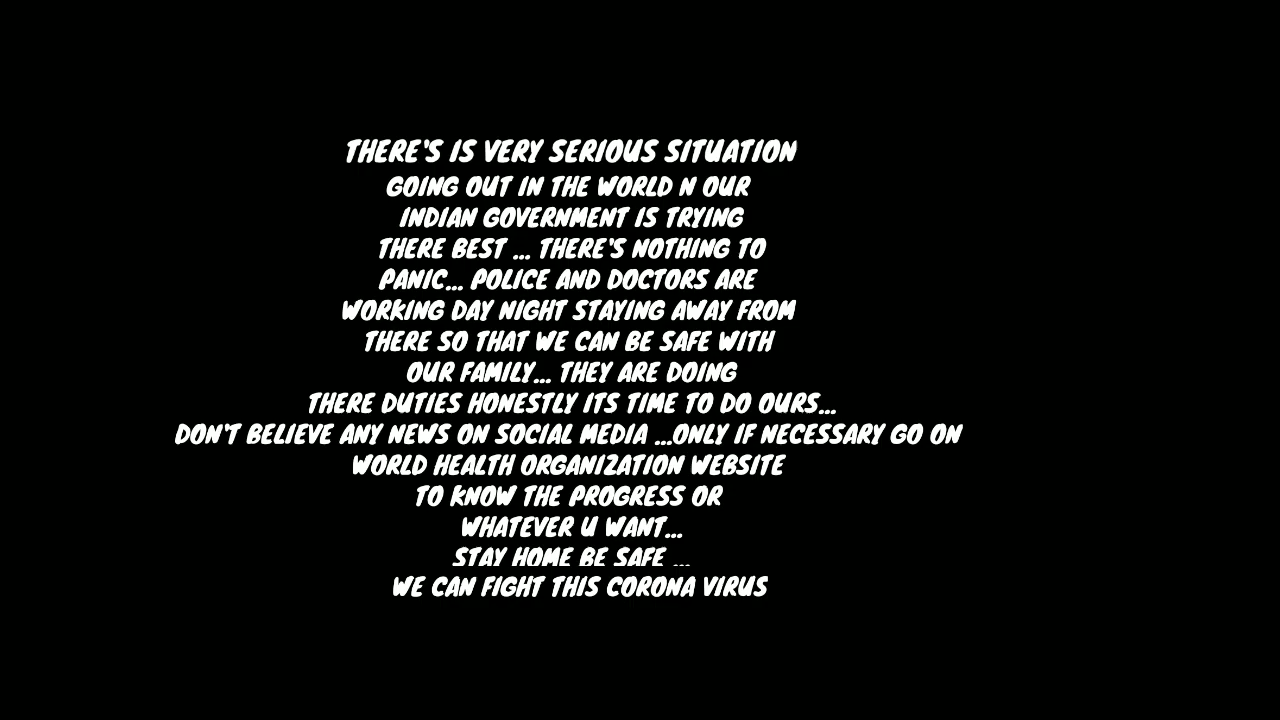 THERE'S IS VERY SERIOUS SITUATION
GOING OUT IN THE WORLD N OUR
INDIAN GOVERNMENT IS TRYING
THERE BEST ... THERE'S NOTHING TO
PANIC... POLICE AND DOCTORS ARE
WORKING DAY NIGHT STAYING AWAY FROM
THERE SO THAT WE CAN BE SAFE WITH
OUR FAMILY... THEY ARE DOING
THERE DUTIES HONESTLY ITS TIME TO DO OURS...
DON'T BELIEVE ANY NEWS ON SOCIAL MEDIA ...ONLY IF NECESSARY GO ON
WORLD HEALTH ORGANIZATION WEBSITE
TO KNOW THE PROGRESS OR
WHATEVER U WANT...
STAY HOME BE SAFE ...
WE CAN FIGHT THIS CORONA VIRUS